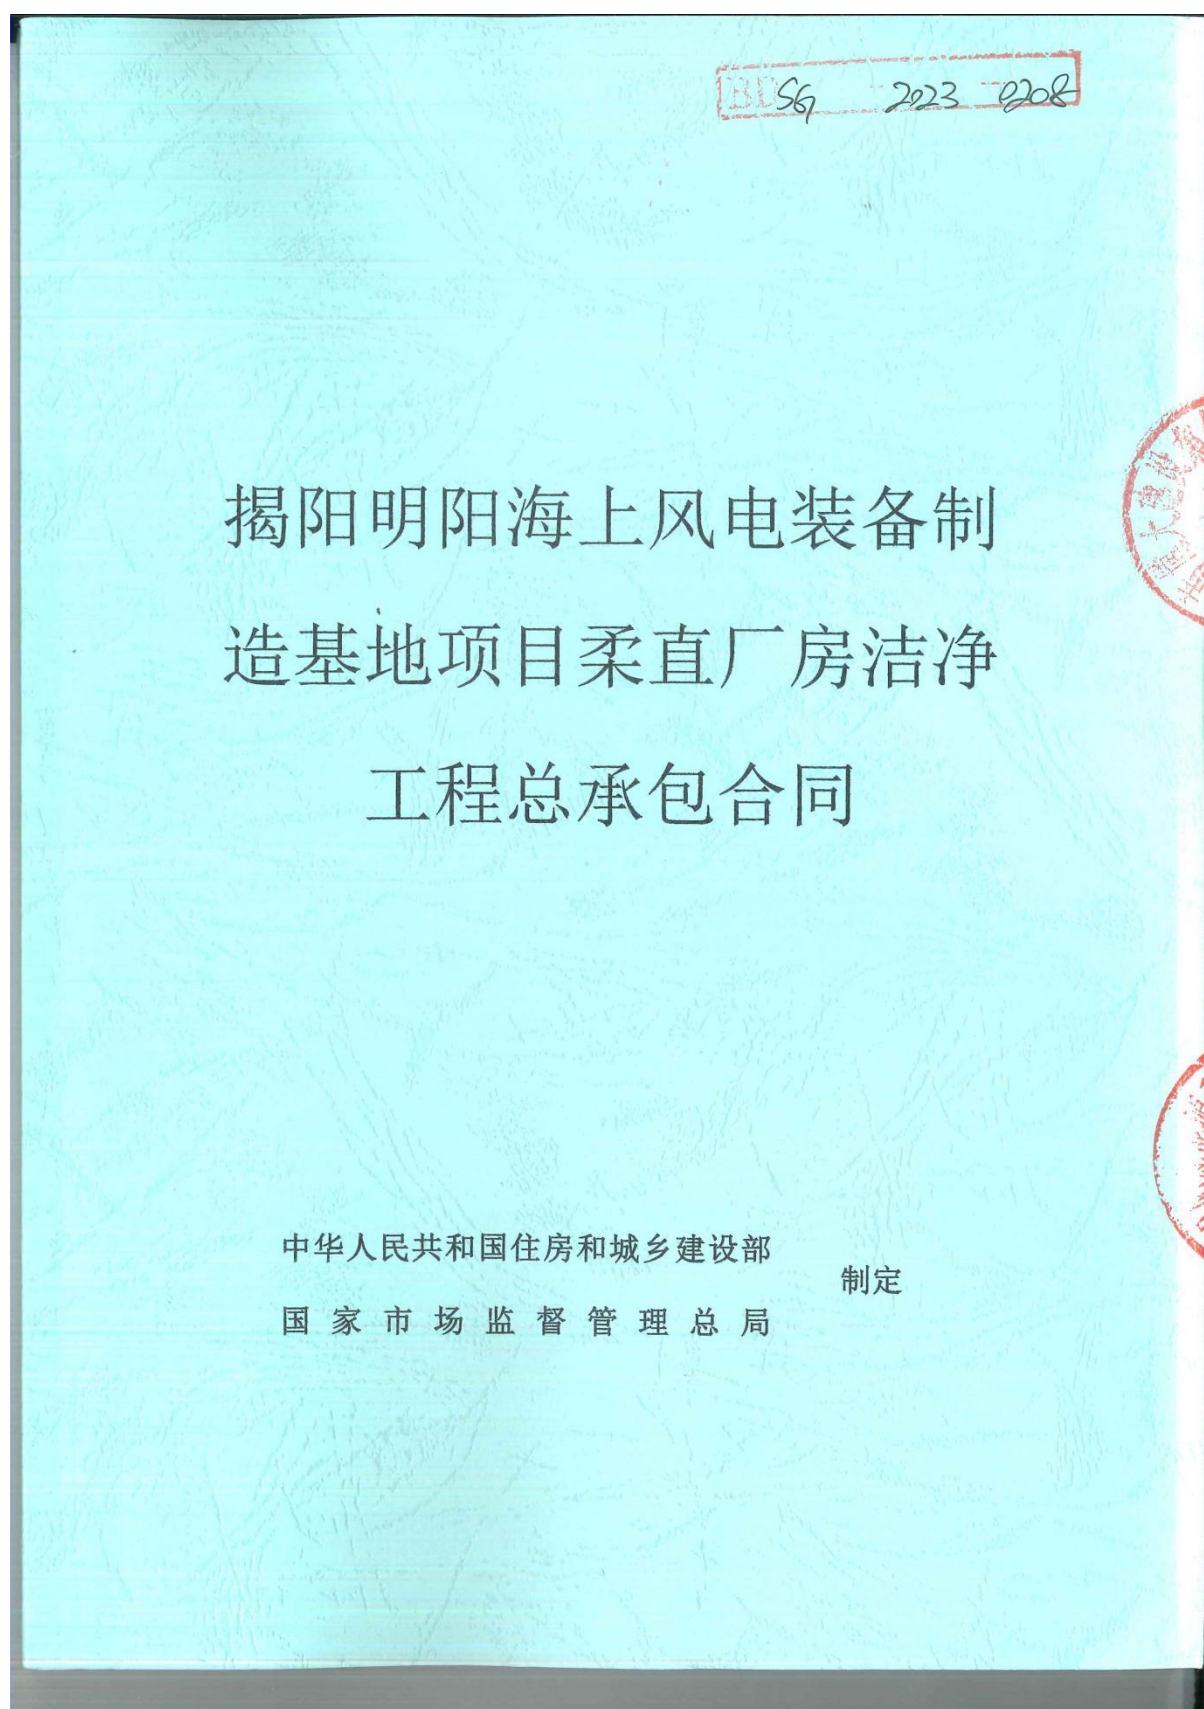 SG 2023 0208
揭阳明阳海上风电装备制
造基地项目柔直厂房洁净
工程总承包合同
中华人民共和国住房和城乡建设部
制定
国家市场监督管理总局